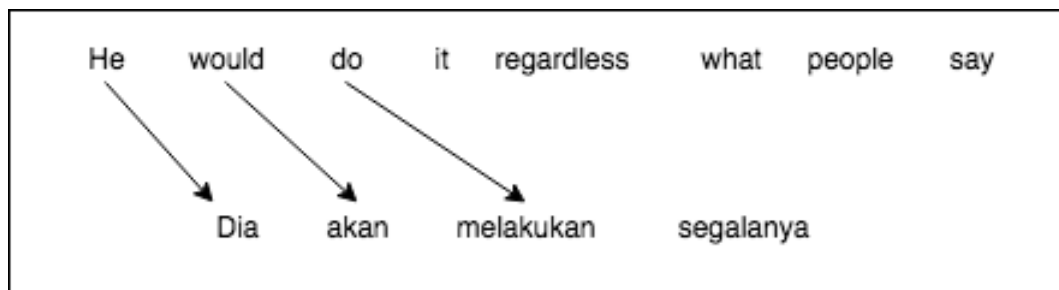 He would do it regardless what people say
Dia akan melakukan segalanya